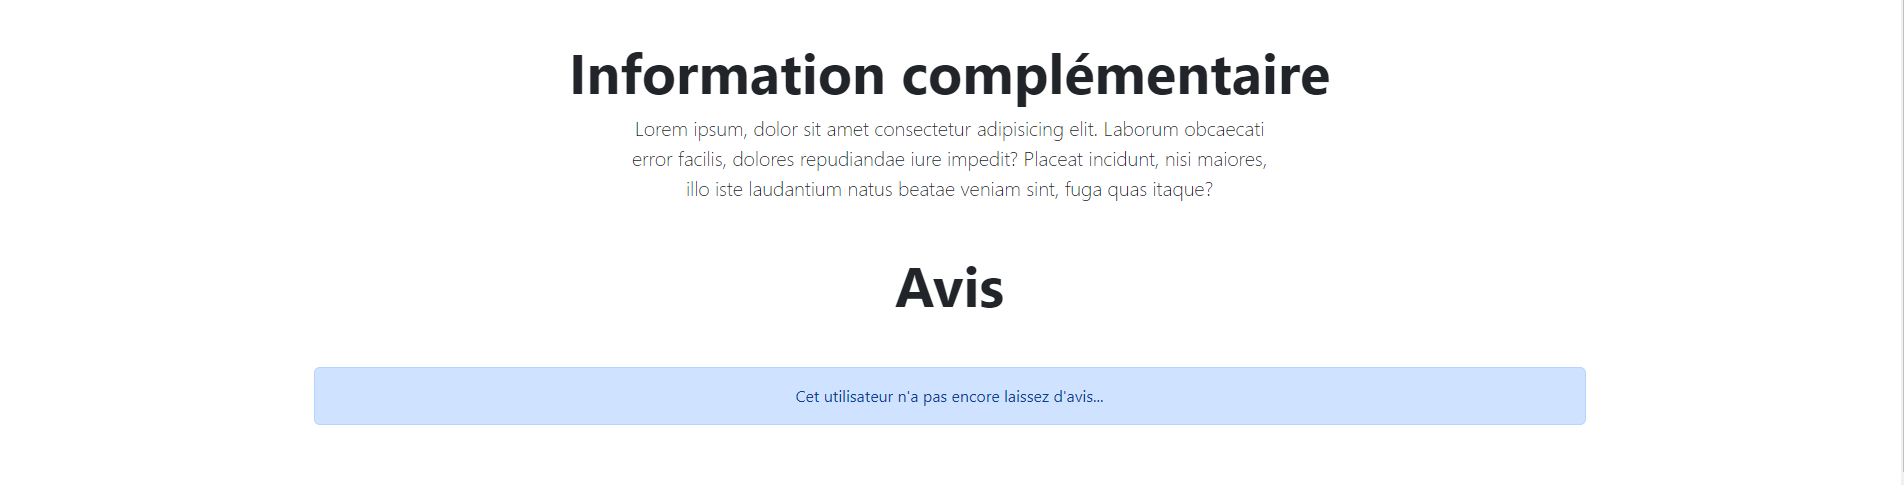 Information complémentaire
Lorem ipsum, dolor sit amet consectetur adipisicing elit. Laborum obcaecati
error facilis, dolores repudiandae iure impedit? Placeat incidunt, nisi maiores,
illo iste laudantium natus beatae veniam sint, fuga quas itaque?
Avis
Cet utilisateur n'a pas encore laissez d'avis...